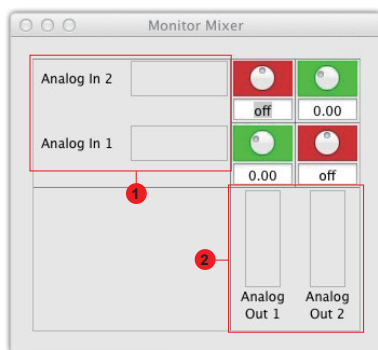 Monitor Mixer
Analog In 2
off 0.00
Analog In 1
0.00 off
1
2
Analog Analog
Out 1 Out 2